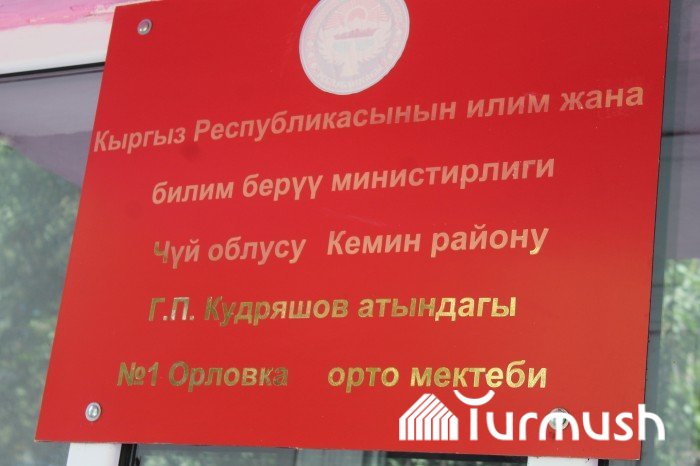 Кыргыз Республикасынын илим жана
билим берүү министирлиги
Чүй облусу Кемин району
Г.П. Кудряшов атындагы
№1 Орловка орто мектеби
Turmush